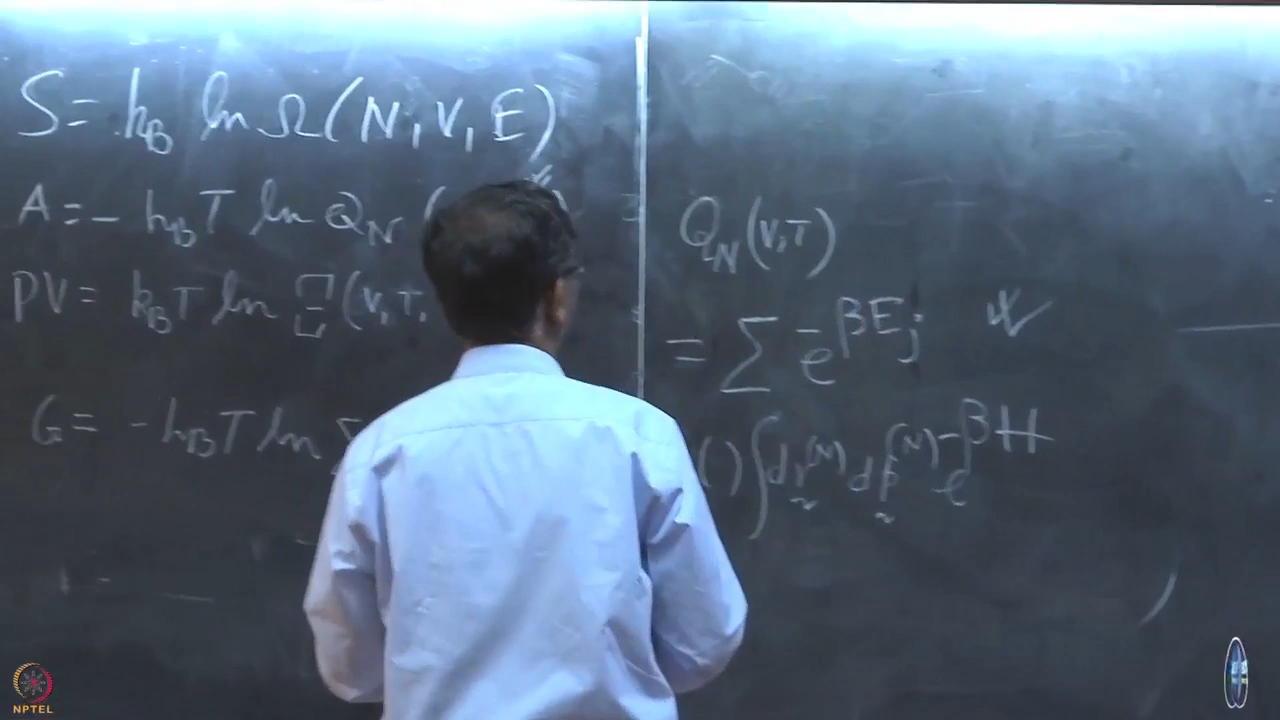 S = k_B ln Ω(N, V, E)
A = - k_B T ln Q_N (
PV = k_B T ln Ξ (V, T,
G = - k_B T ln
Q_N (V, T)
= Σ e^{-βE_j} ψ
( ) ∫ dr^{(N)} dp^{(N)} e^{-βH}
NPTEL